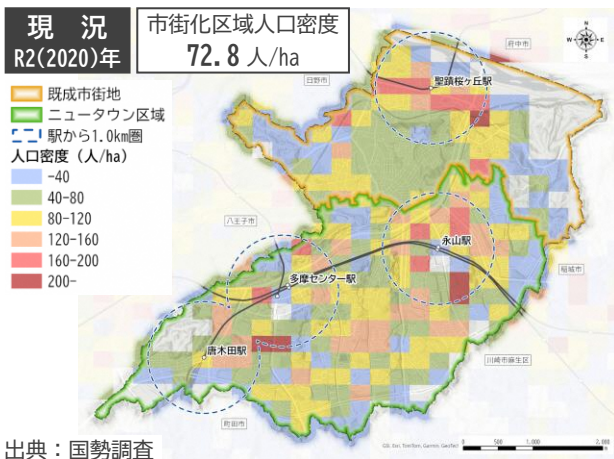 現　況
R2(2020)年
市街化区域人口密度
72.8 人/ha
既成市街地
ニュータウン区域
駅から1.0km圏
人口密度（人/ha）
-40
40-80
80-120
120-160
160-200
200-
N
W
E
S
府中市
日野市
聖蹟桜ヶ丘駅
八王子市
永山駅
稲城市
多摩センター駅
唐木田駅
川崎市麻生区
町田市
0 500 1,000 2,000
出典：国勢調査